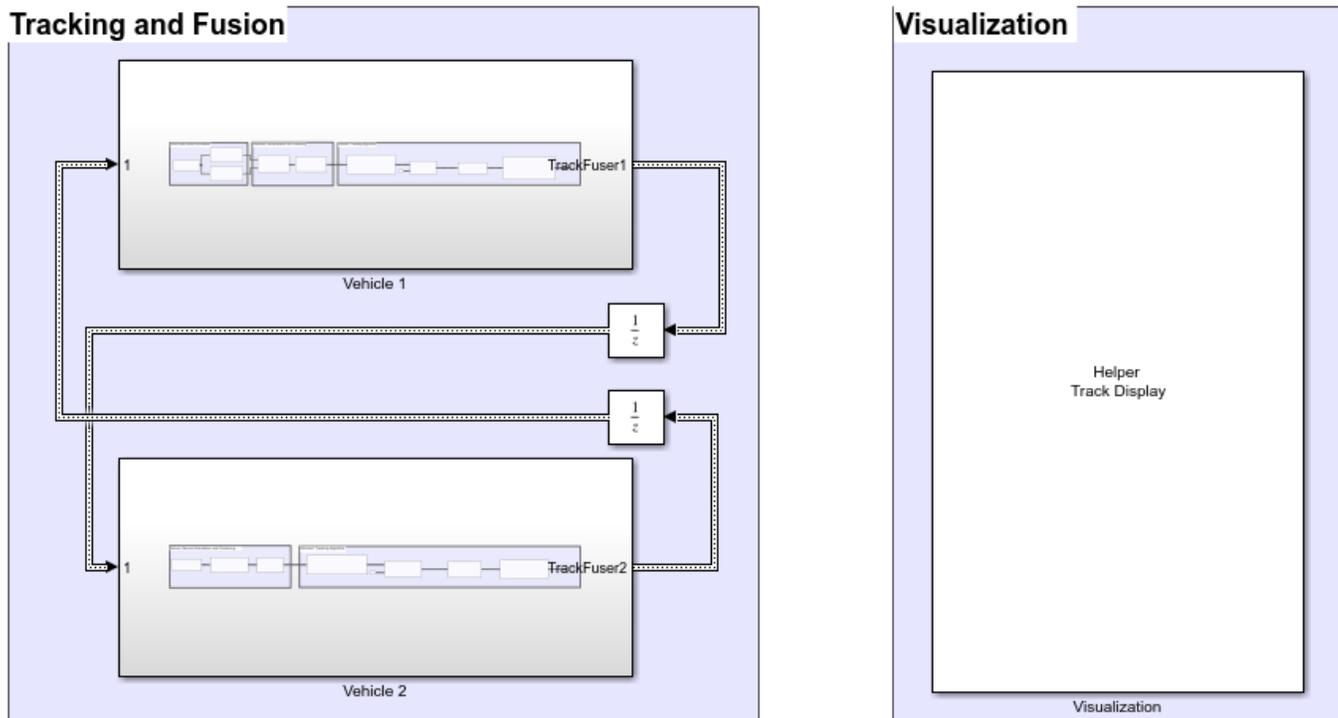 Tracking and Fusion
1
TrackFuser1
Vehicle 1
1
z
1
z
1
TrackFuser2
Vehicle 2
Visualization
Helper
Track Display
Visualization